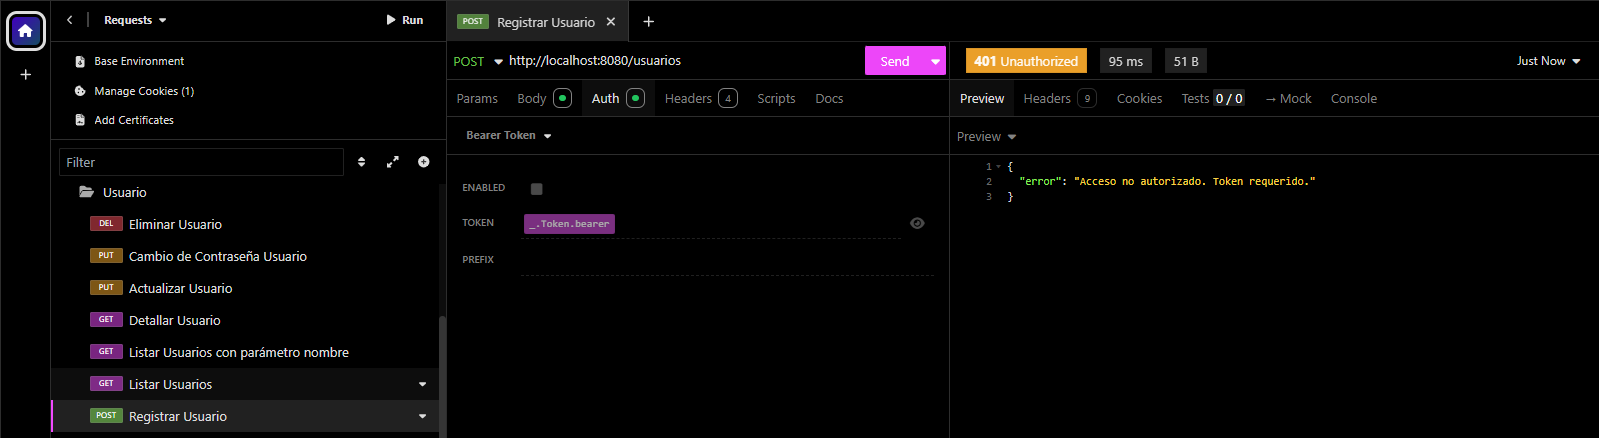 Requests
Run
Base Environment
Manage Cookies (1)
Add Certificates
Filter
Usuario
DEL Eliminar Usuario
PUT Cambio de Contraseña Usuario
PUT Actualizar Usuario
GET Detallar Usuario
GET Listar Usuarios con parámetro nombre
GET Listar Usuarios
POST Registrar Usuario
POST Registrar Usuario
POST http://localhost:8080/usuarios Send
Params Body Auth Headers 4 Scripts Docs
Bearer Token
ENABLED
TOKEN _.Token.bearer
PREFIX
401 Unauthorized 95 ms 51 B Just Now
Preview Headers 9 Cookies Tests 0 / 0 → Mock Console
Preview
1 {
2 "error": "Acceso no autorizado. Token requerido."
3 }